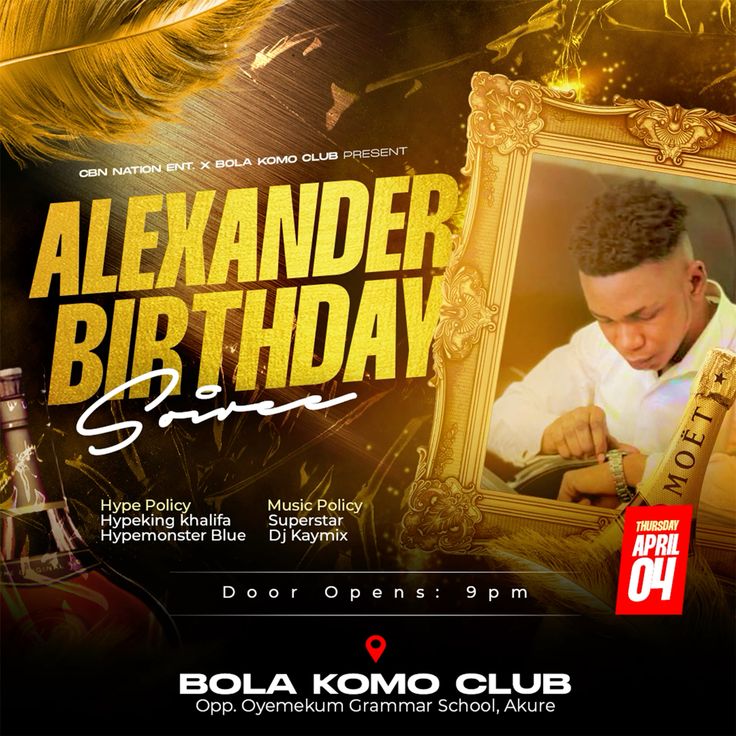 CBN NATION ENT. X BOLA KOMO CLUB PRESENT
ALEXANDER
BIRTHDAY
Soiree
Hype Policy
Hypeking khalifa
Hypemonster Blue
Music Policy
Superstar
Dj Kaymix
MOËT
THURSDAY
APRIL
04
Door Opens: 9pm
BOLA KOMO CLUB
Opp. Oyemekum Grammar School, Akure